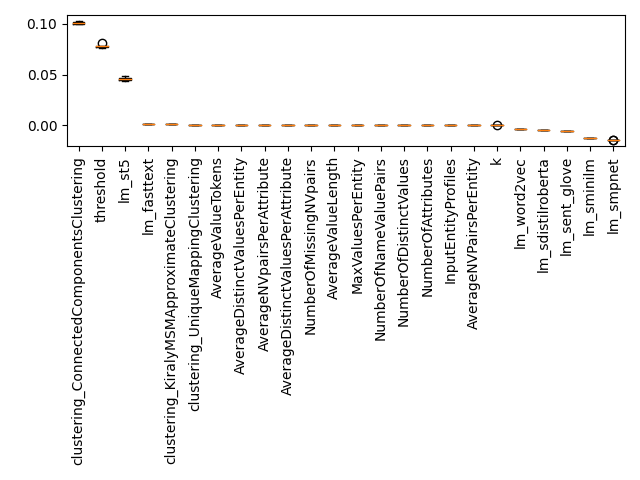 0.10
0.05
0.00
clustering_ConnectedComponentsClustering
threshold
lm_st5
lm_fasttext
clustering_KiralyMSMApproximateClustering
clustering_UniqueMappingClustering
AverageValueTokens
AverageDistinctValuesPerEntity
AverageNVpairsPerAttribute
AverageDistinctValuesPerAttribute
NumberOfMissingNVpairs
AverageValueLength
MaxValuesPerEntity
NumberOfNameValuePairs
NumberOfDistinctValues
NumberOfAttributes
InputEntityProfiles
AverageNVPairsPerEntity
k
lm_word2vec
lm_sdistilroberta
lm_sent_glove
lm_sminilm
lm_smpnet